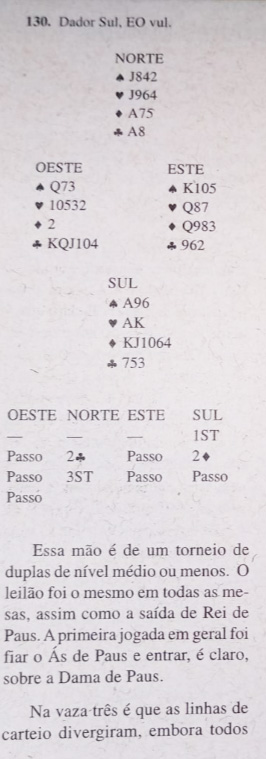 130. Dador Sul, EO vul.
NORTE
♠ J842
♥ J964
♦ A75
♣ A8
OESTE
♠ Q73
♥ 10532
♦ 2
♣ KQJ104
ESTE
♠ K105
♥ Q87
♦ Q983
♣ 962
SUL
♠ A96
♥ AK
♦ KJ1064
♣ 753
OESTE NORTE ESTE SUL
— — — 1ST
Passo 2♣ Passo 2♦
Passo 3ST Passo Passo
Passo
Essa mão é de um torneio de
duplas de nível médio ou menos. O
leilão foi o mesmo em todas as me-
sas, assim como a saída de Rei de
Paus. A primeira jogada em geral foi
fiar o Ás de Paus e entrar, é claro,
sobre a Dama de Paus.
Na vaza três é que as linhas de
carteio divergiram, embora todos